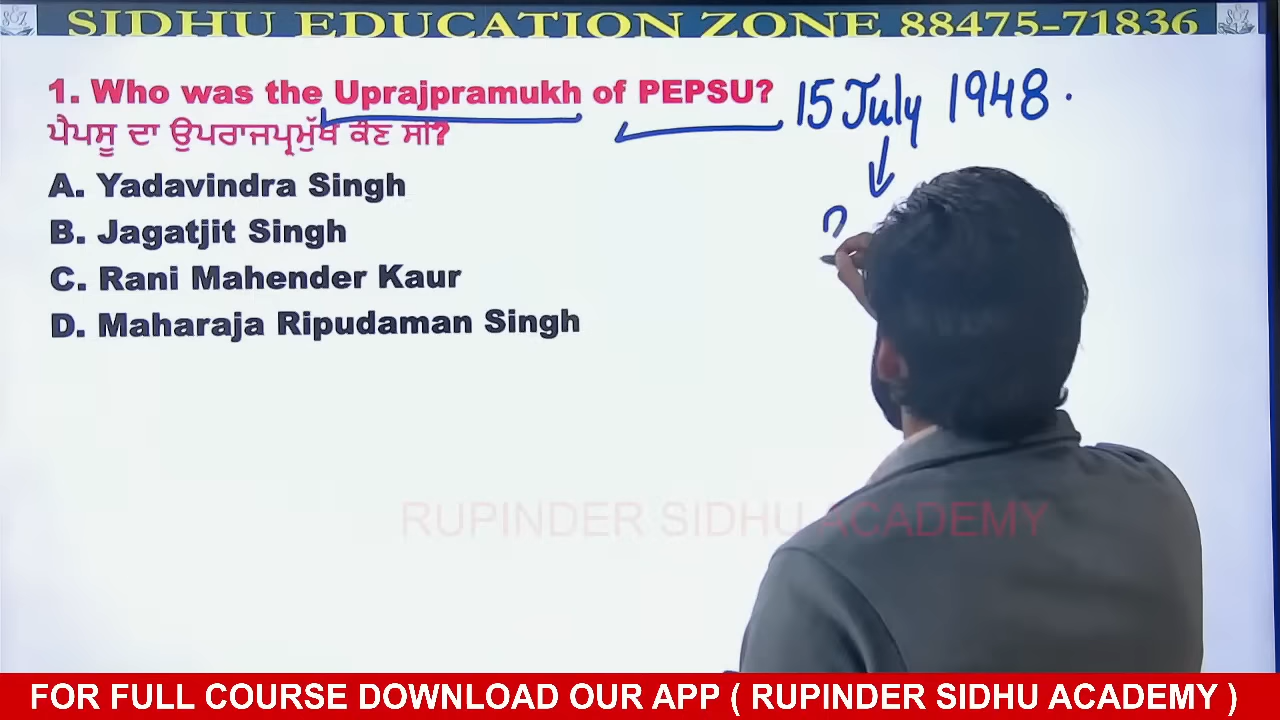 SIDHU EDUCATION ZONE 88475-71836
1. Who was the Uprajpramukh of PEPSU?
15 July 1948.
ਪੈਪਸੂ ਦਾ ਉਪਰਾਜਪ੍ਰਮੁੱਖ ਕੌਣ ਸੀ?
A. Yadavindra Singh
B. Jagatjit Singh
C. Rani Mahender Kaur
D. Maharaja Ripudaman Singh
RUPINDER SIDHU ACADEMY
FOR FULL COURSE DOWNLOAD OUR APP ( RUPINDER SIDHU ACADEMY )